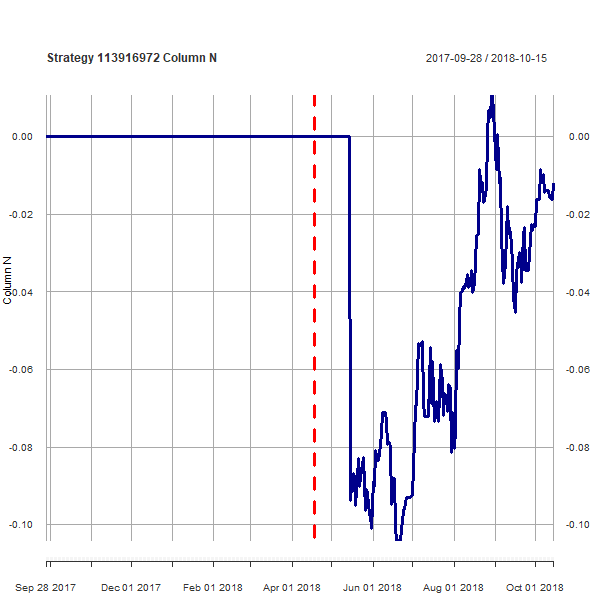 Strategy 113916972 Column N
2017-09-28 / 2018-10-15
0.00 0.00
-0.02 -0.02
-0.04 -0.04
-0.06 -0.06
-0.08 -0.08
-0.10 -0.10
Column N
Sep 28 2017 Dec 01 2017 Feb 01 2018 Apr 01 2018 Jun 01 2018 Aug 01 2018 Oct 01 2018